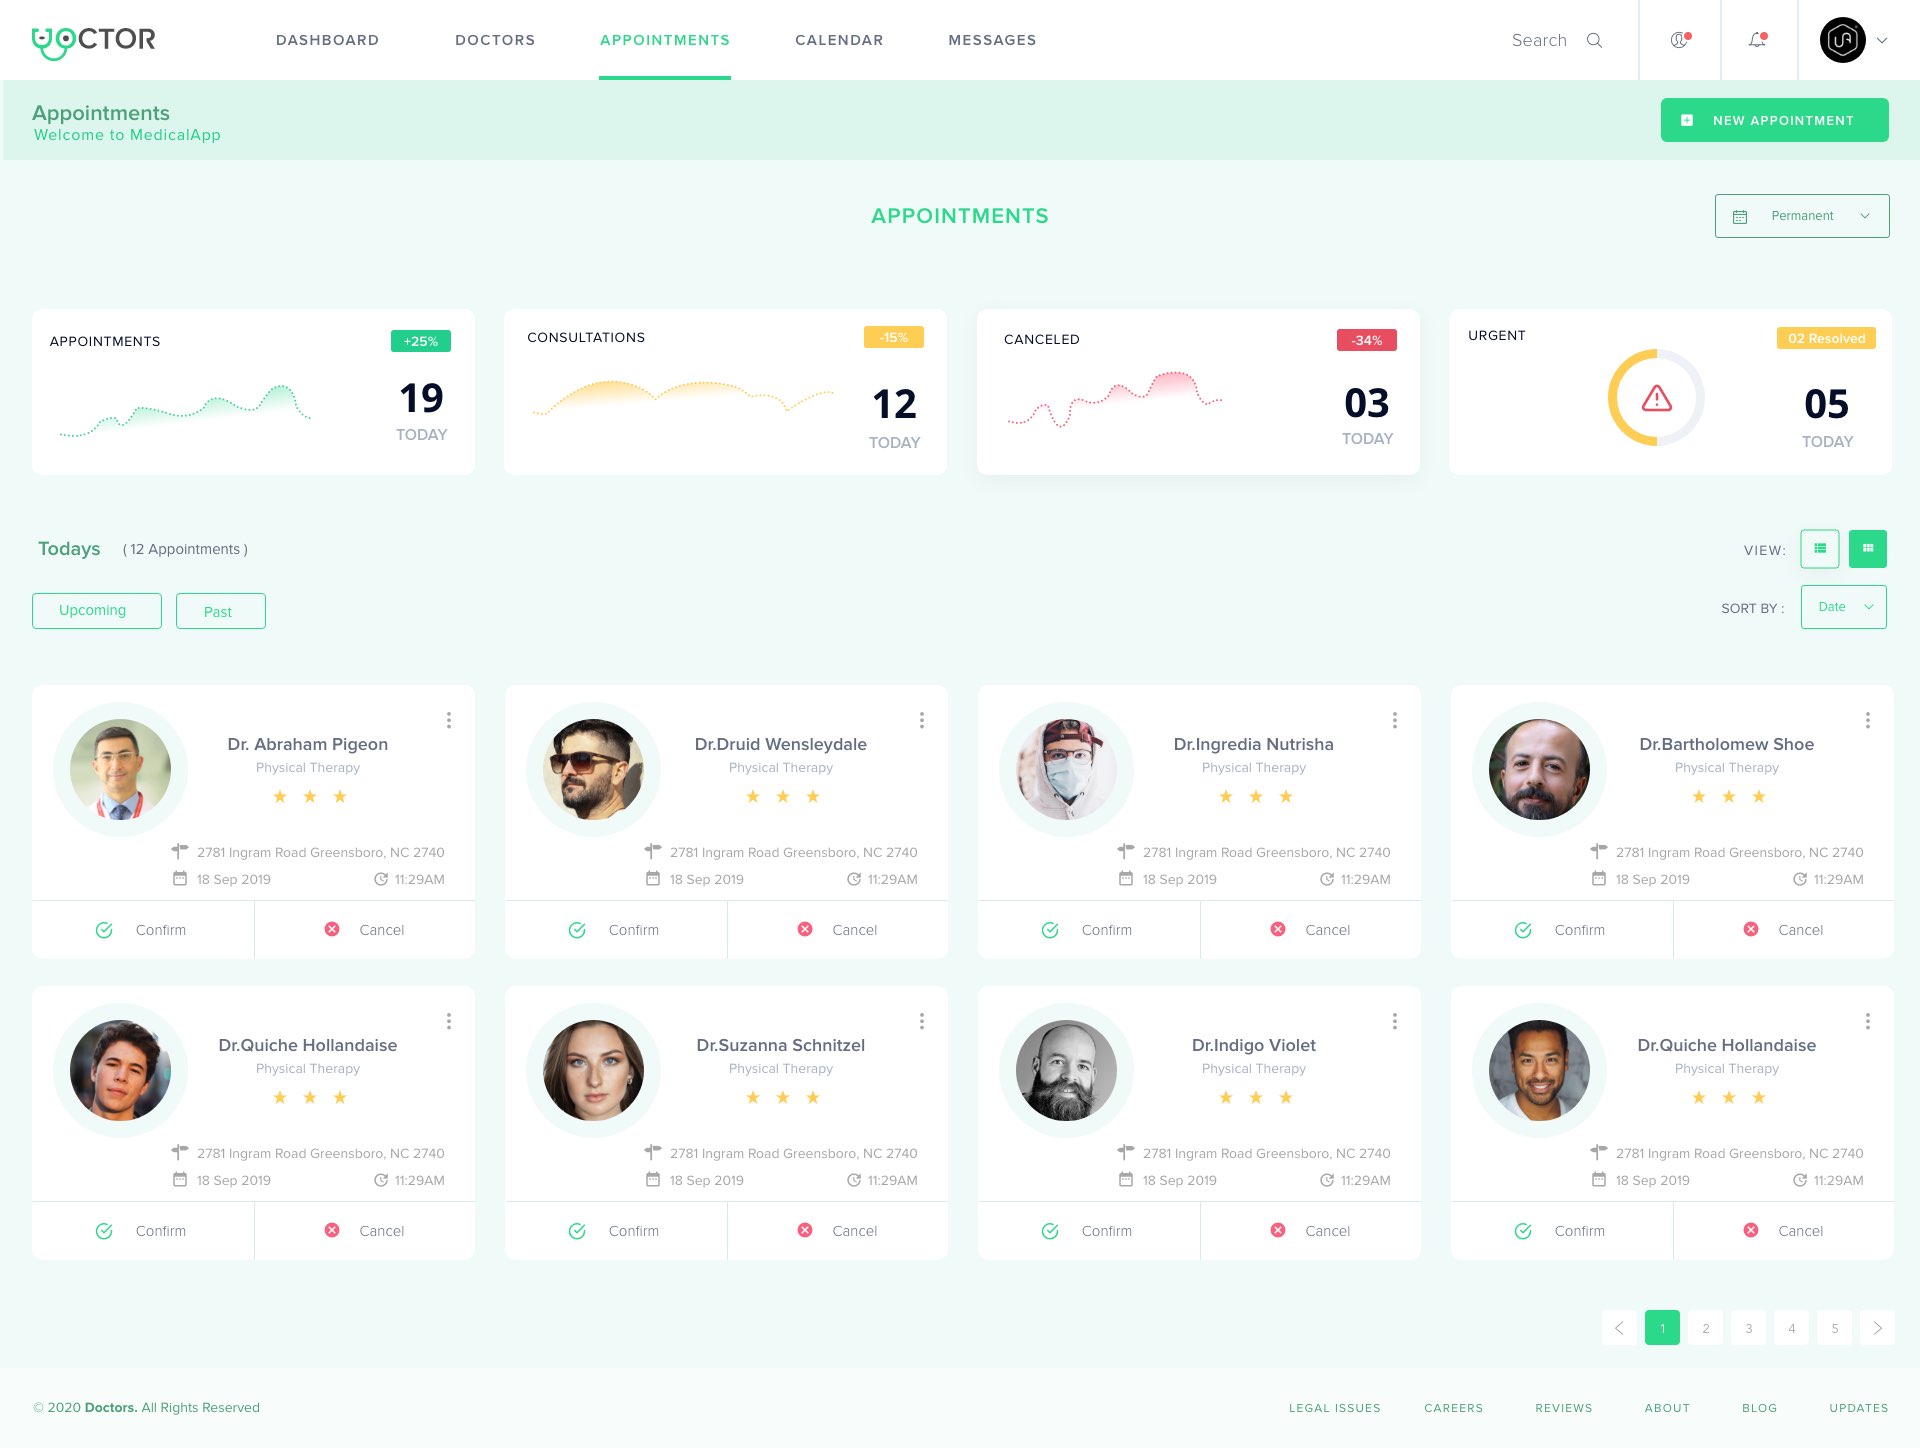 DOCTOR
DASHBOARD
DOCTORS
APPOINTMENTS
CALENDAR
MESSAGES
Search
Appointments
Welcome to MedicalApp
NEW APPOINTMENT
APPOINTMENTS
Permanent
APPOINTMENTS
+25%
19
TODAY
CONSULTATIONS
-15%
12
TODAY
CANCELED
-34%
03
TODAY
URGENT
02 Resolved
05
TODAY
Todays ( 12 Appointments )
VIEW:
Upcoming
Past
SORT BY :
Date
Dr. Abraham Pigeon
Physical Therapy
2781 Ingram Road Greensboro, NC 2740
18 Sep 2019
11:29AM
Confirm
Cancel
Dr.Druid Wensleydale
Physical Therapy
2781 Ingram Road Greensboro, NC 2740
18 Sep 2019
11:29AM
Confirm
Cancel
Dr.Ingredia Nutrisha
Physical Therapy
2781 Ingram Road Greensboro, NC 2740
18 Sep 2019
11:29AM
Confirm
Cancel
Dr.Bartholomew Shoe
Physical Therapy
2781 Ingram Road Greensboro, NC 2740
18 Sep 2019
11:29AM
Confirm
Cancel
Dr.Quiche Hollandaise
Physical Therapy
2781 Ingram Road Greensboro, NC 2740
18 Sep 2019
11:29AM
Confirm
Cancel
Dr.Suzanna Schnitzel
Physical Therapy
2781 Ingram Road Greensboro, NC 2740
18 Sep 2019
11:29AM
Confirm
Cancel
Dr.Indigo Violet
Physical Therapy
2781 Ingram Road Greensboro, NC 2740
18 Sep 2019
11:29AM
Confirm
Cancel
Dr.Quiche Hollandaise
Physical Therapy
2781 Ingram Road Greensboro, NC 2740
18 Sep 2019
11:29AM
Confirm
Cancel
1
2
3
4
5
© 2020 Doctors. All Rights Reserved
LEGAL ISSUES
CAREERS
REVIEWS
ABOUT
BLOG
UPDATES